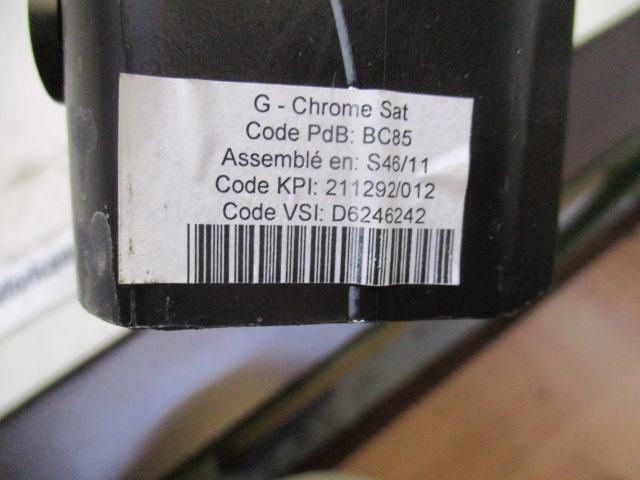 G - Chrome Sat
Code PdB: BC85
Assemblé en: S46/11
Code KPI: 211292/012
Code VSI: D6246242